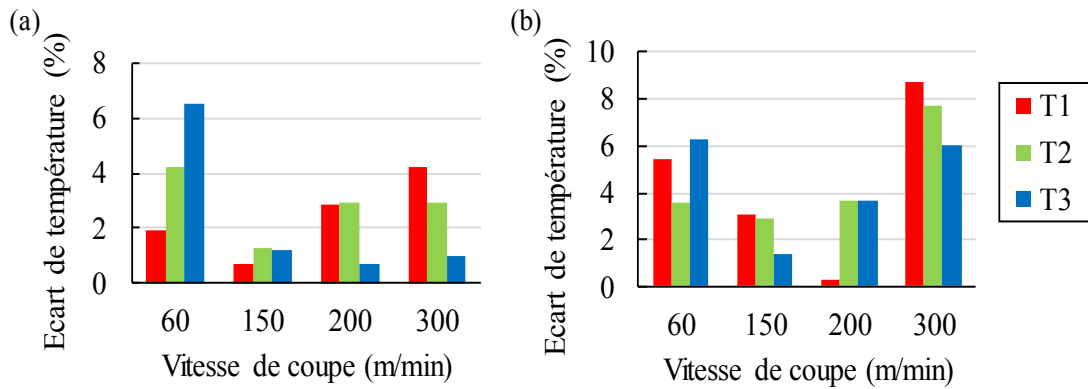 (a)
Ecart de température (%)
8
6
4
2
0
60 150 200 300
Vitesse de coupe (m/min)
(b)
Ecart de température (%)
10
8
6
4
2
0
60 150 200 300
Vitesse de coupe (m/min)
T1
T2
T3